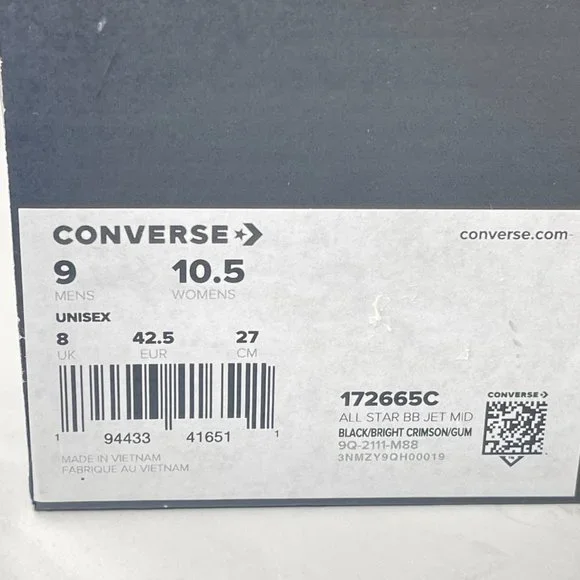 CONVERSE
converse.com
9 10.5
MENS WOMENS
UNISEX
8 42.5 27
UK EUR CM
1 94433 41651 1
MADE IN VIETNAM
FABRIQUE AU VIETNAM
172665C
ALL STAR BB JET MID
BLACK/BRIGHT CRIMSON/GUM
9Q-2111-M88
3NMZY9QH00019
CONVERSE